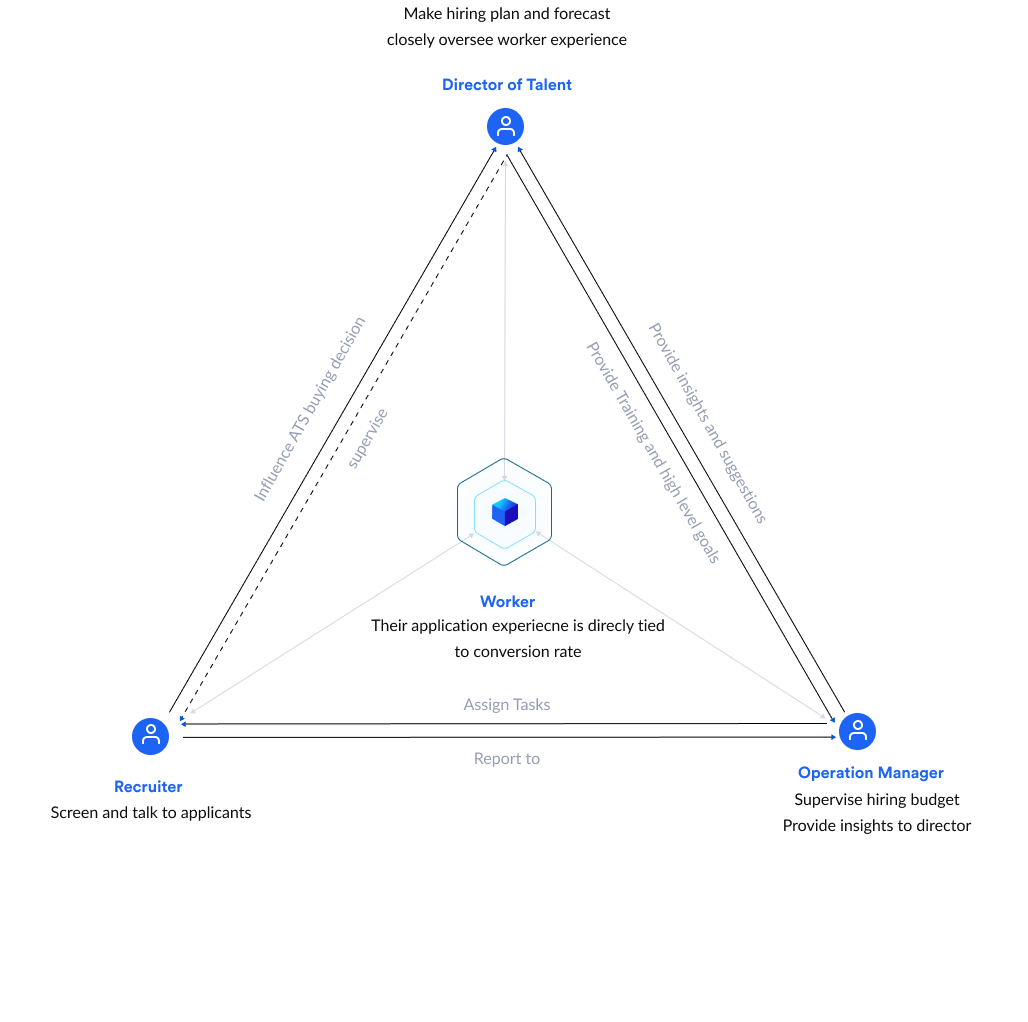 Make hiring plan and forecast
closely oversee worker experience
Director of Talent
Influence ATS buying decision
supervise
Provide insights and suggestions
Provide Training and high level goals
Worker
Their application experiecne is direcly tied
to conversion rate
Assign Tasks
Report to
Recruiter
Screen and talk to applicants
Operation Manager
Supervise hiring budget
Provide insights to director